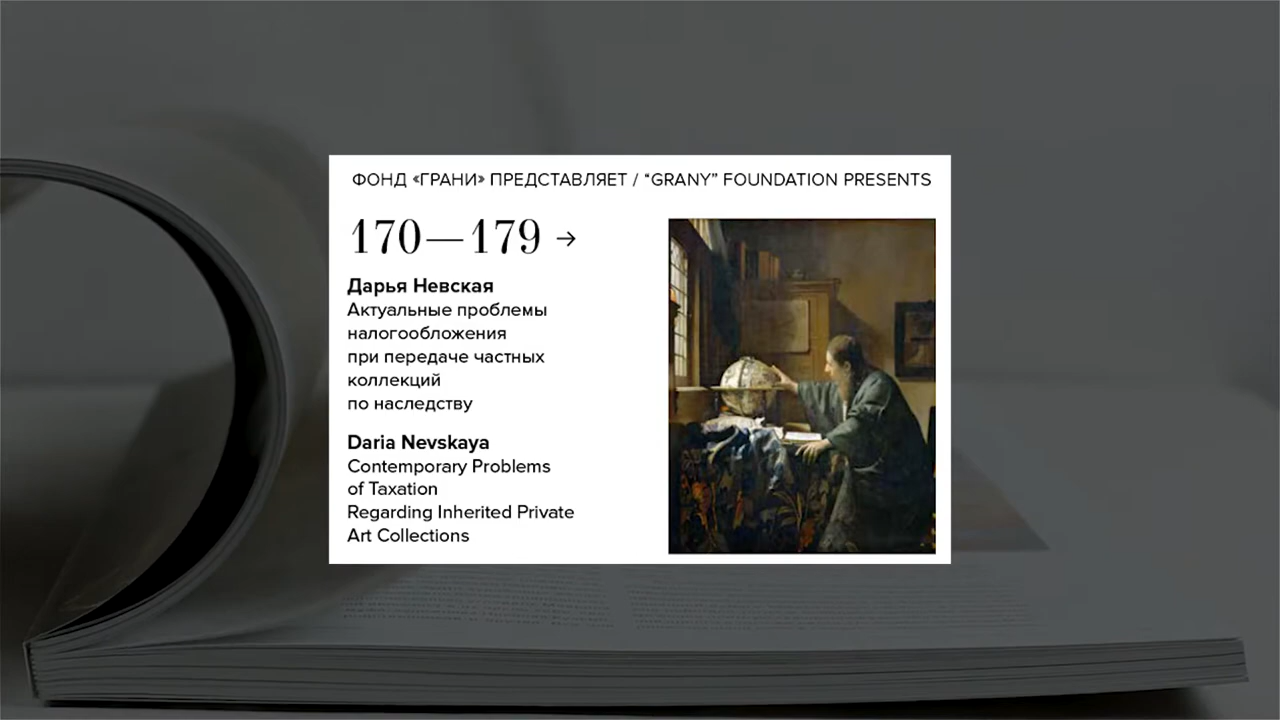 ФОНД «ГРАНИ» ПРЕДСТАВЛЯЕТ / “GRANY” FOUNDATION PRESENTS
170—179 →
Дарья Невская
Актуальные проблемы
налогообложения
при передаче частных
коллекций
по наследству
Daria Nevskaya
Contemporary Problems
of Taxation
Regarding Inherited Private
Art Collections